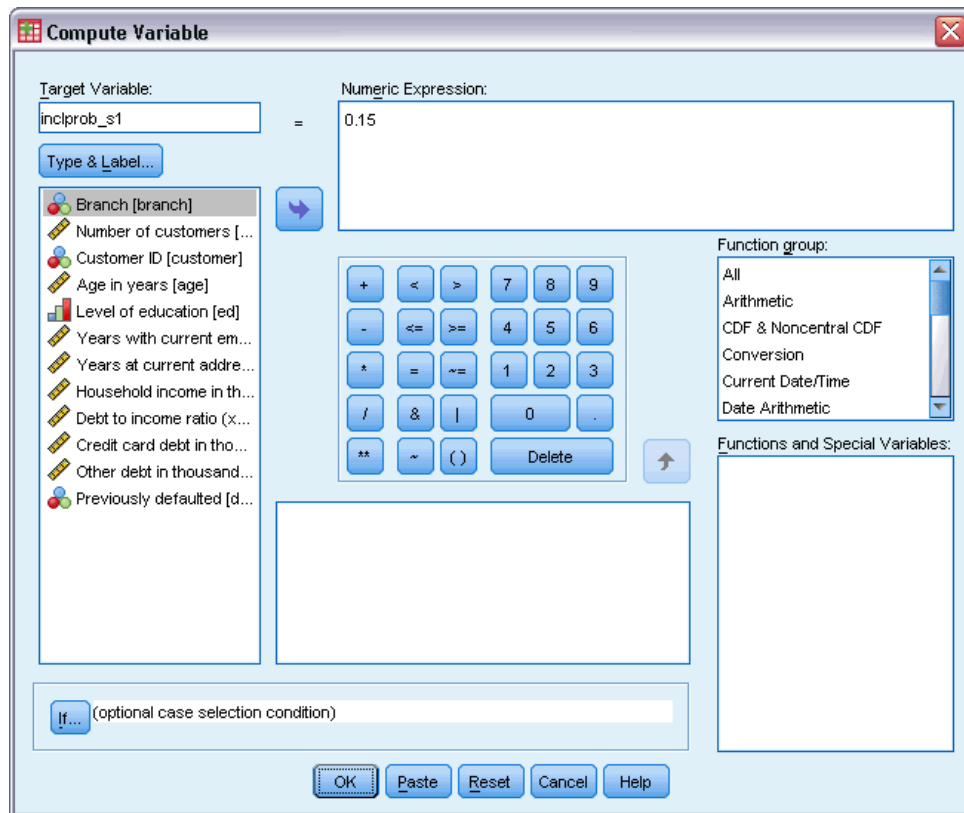 Compute Variable
Target Variable:
inclprob_s1
=
Numeric Expression:
0.15
Type & Label...
Branch [branch]
Number of customers [...
Customer ID [customer]
Age in years [age]
Level of education [ed]
Years with current em...
Years at current addre...
Household income in th...
Debt to income ratio (x...
Credit card debt in tho...
Other debt in thousand...
Previously defaulted [d...
+ < > 7 8 9
- <= >= 4 5 6
* = ~= 1 2 3
/ & | 0 .
** ~ ( ) Delete
Function group:
All
Arithmetic
CDF & Noncentral CDF
Conversion
Current Date/Time
Date Arithmetic
Functions and Special Variables:
If... (optional case selection condition)
OK Paste Reset Cancel Help